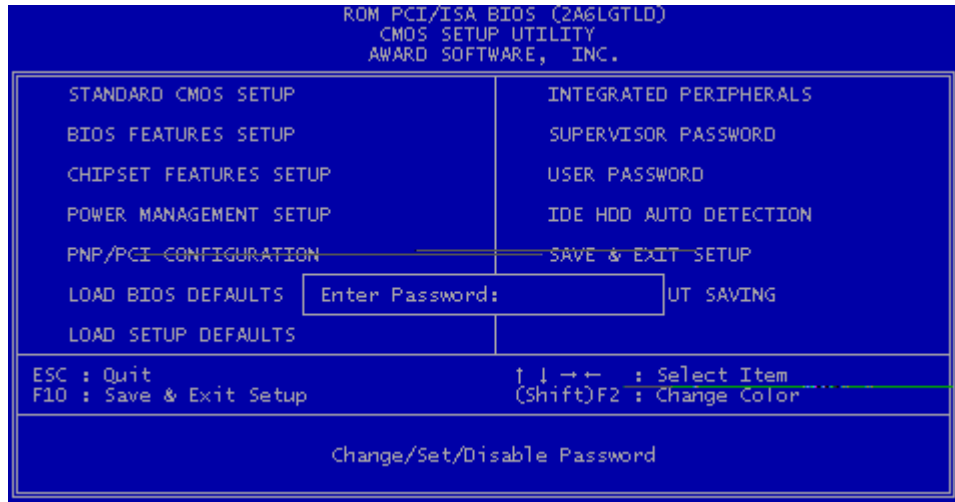 ROM PCI/ISA BIOS (2A6LGTLD)
CMOS SETUP UTILITY
AWARD SOFTWARE, INC.
STANDARD CMOS SETUP
BIOS FEATURES SETUP
CHIPSET FEATURES SETUP
POWER MANAGEMENT SETUP
PNP/PCI CONFIGURATION
LOAD BIOS DEFAULTS
LOAD SETUP DEFAULTS
INTEGRATED PERIPHERALS
SUPERVISOR PASSWORD
USER PASSWORD
IDE HDD AUTO DETECTION
SAVE & EXIT SETUP
UT SAVING
Enter Password:
ESC : Quit
F10 : Save & Exit Setup
↑ ↓ → ← : Select Item
(Shift)F2 : Change Color
Change/Set/Disable Password